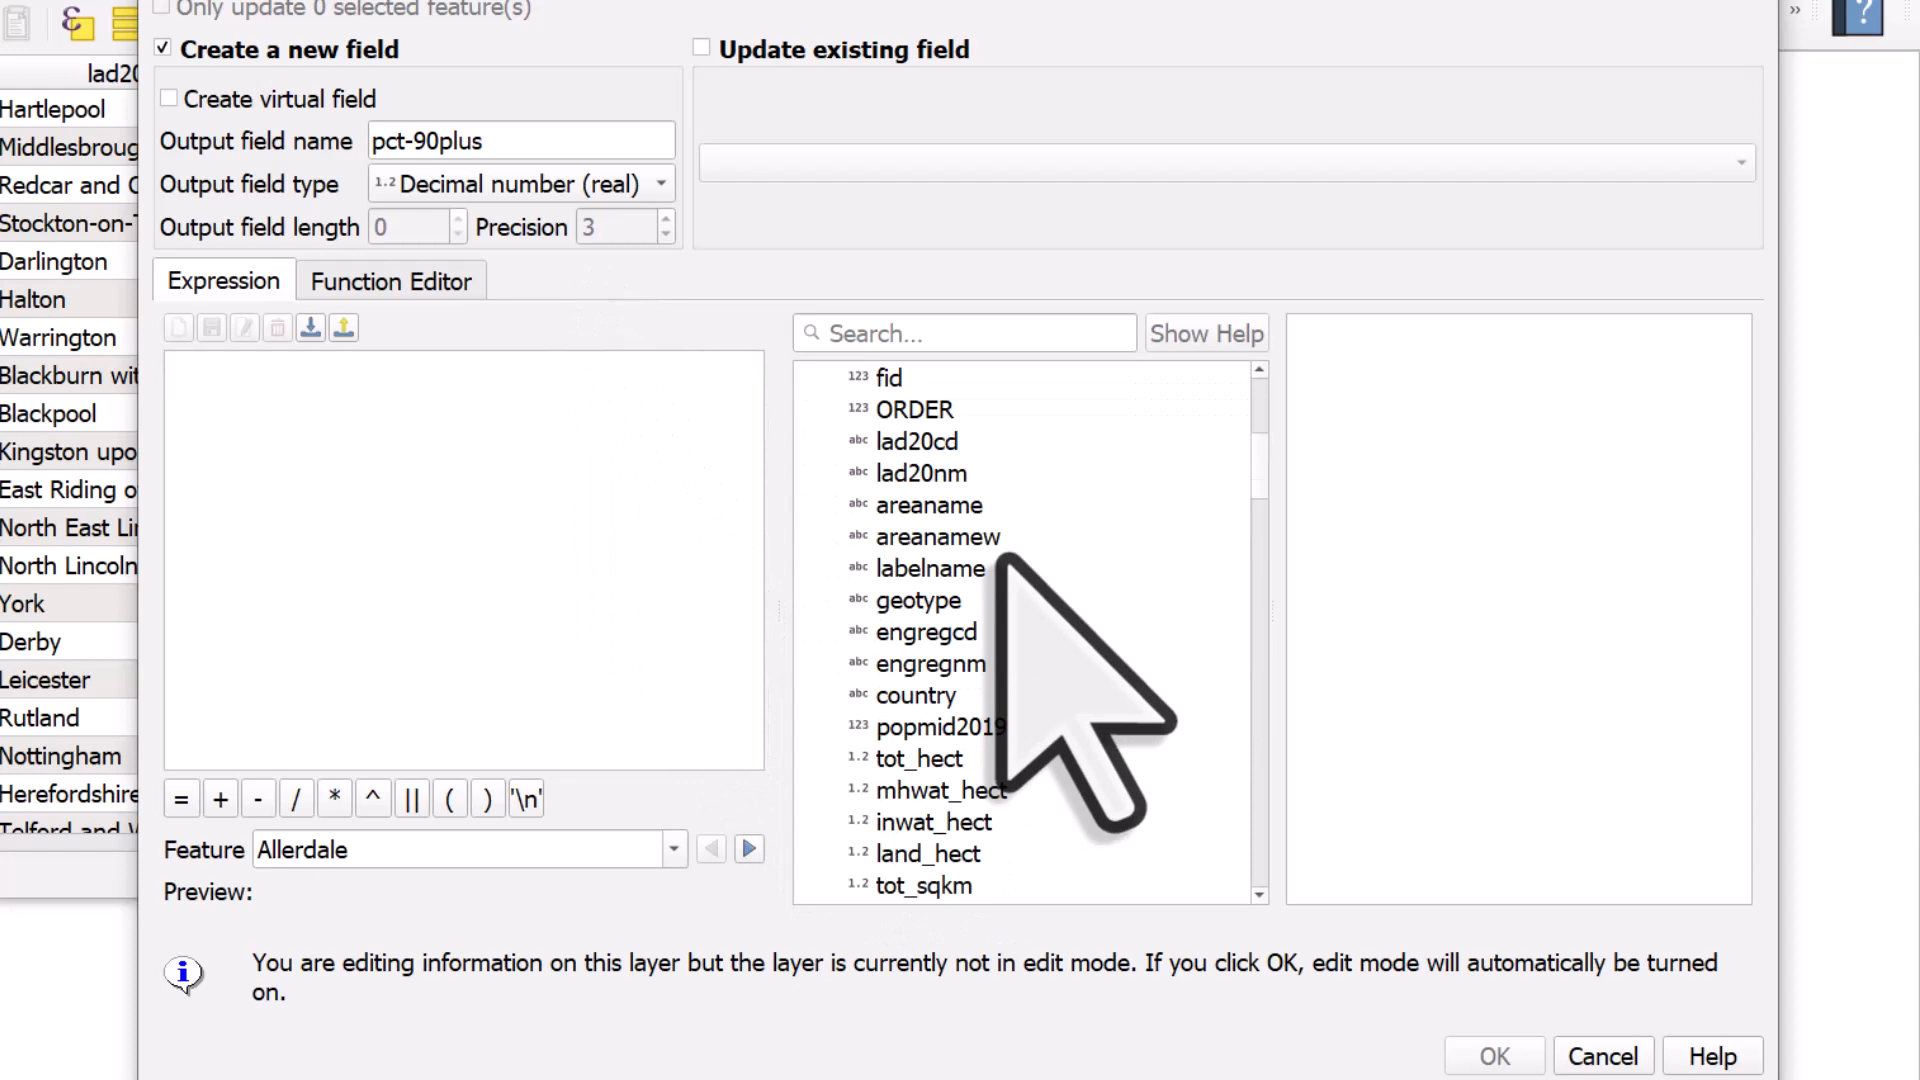 Only update 0 selected feature(s)
»
?
ε
Create a new field
Update existing field
Create virtual field
Output field name pct-90plus
Output field type 1.2 Decimal number (real)
Output field length 0 Precision 3
Expression
Function Editor
Search...
Show Help
123 fid
123 ORDER
abc lad20cd
abc lad20nm
abc areaname
abc areanamew
abc labelname
abc geotype
abc engregcd
abc engregnm
abc country
123 popmid2019
1.2 tot_hect
1.2 mhwat_hect
1.2 inwat_hect
1.2 land_hect
1.2 tot_sqkm
= + - / * ^ || ( ) '\n'
Feature Allerdale
Preview:
You are editing information on this layer but the layer is currently not in edit mode. If you click OK, edit mode will automatically be turned
on.
OK
Cancel
Help
lad20
Hartlepool
Middlesbroug
Redcar and C
Stockton-on-T
Darlington
Halton
Warrington
Blackburn wit
Blackpool
Kingston upo
East Riding o
North East Lin
North Lincoln
York
Derby
Leicester
Rutland
Nottingham
Herefordshire
Telford and W